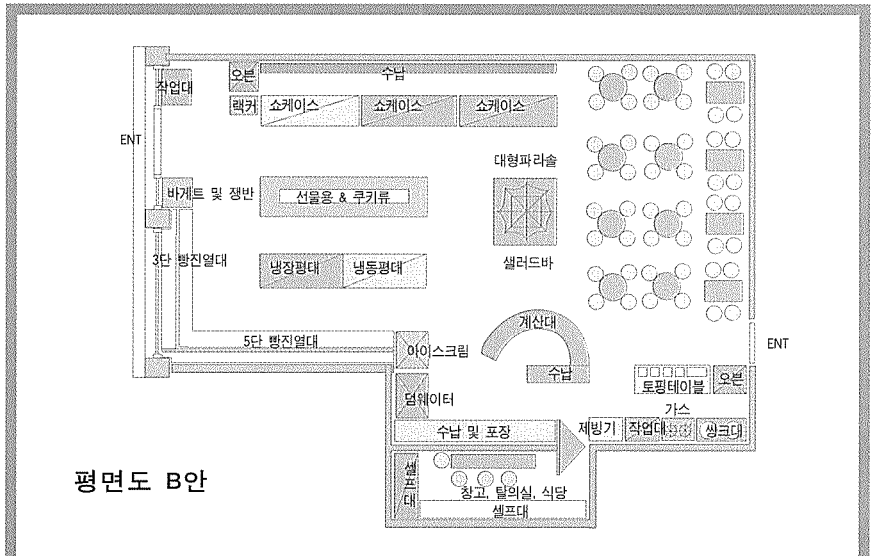 오븐
수납
작업대
랙커
쇼케이스
쇼케이스
쇼케이스
ENT
대형파라솔
바게트 및 쟁반
선물용 & 쿠키류
3단 빵진열대
냉장평대
냉동평대
샐러드바
계산대
5단 빵진열대
아이스크림
ENT
수납
토핑테이블
오븐
덤웨이터
가스
수납 및 포장
제빙기
작업대
씽크대
평면도 B안
셀프대
창고, 탈의실, 식당
셀프대